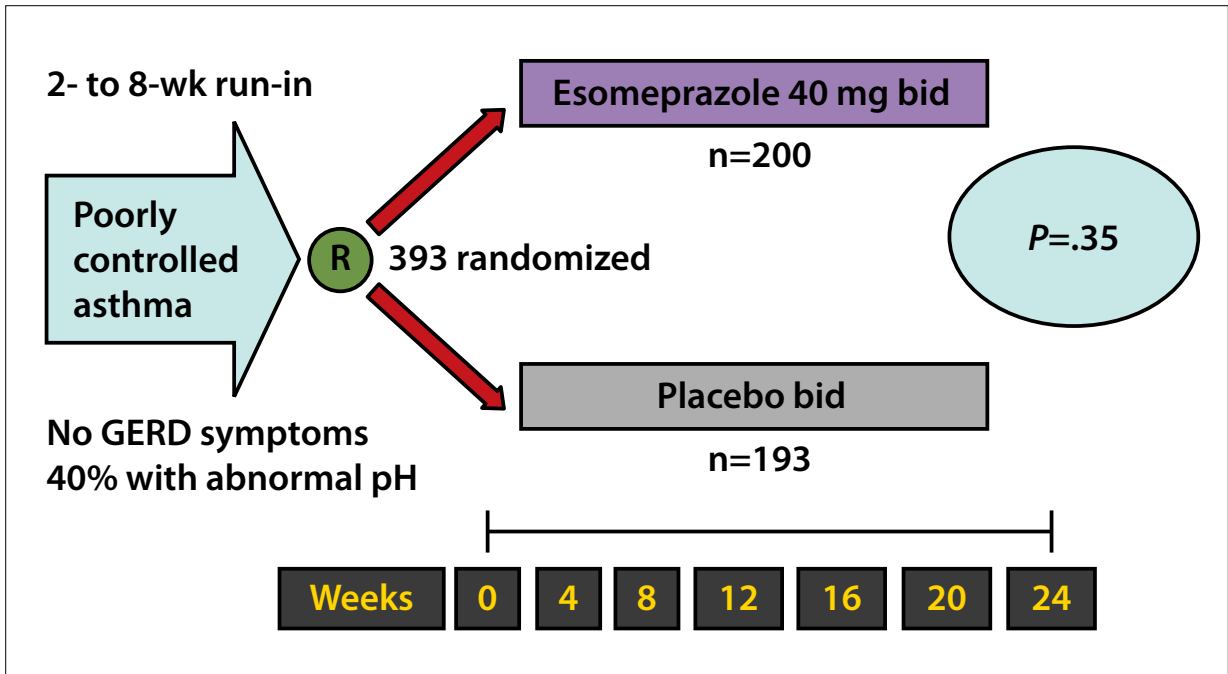 2- to 8-wk run-in
Poorly
controlled
asthma
No GERD symptoms
40% with abnormal pH
R
393 randomized
Esomeprazole 40 mg bid
n=200
Placebo bid
n=193
P=.35
Weeks 0 4 8 12 16 20 24